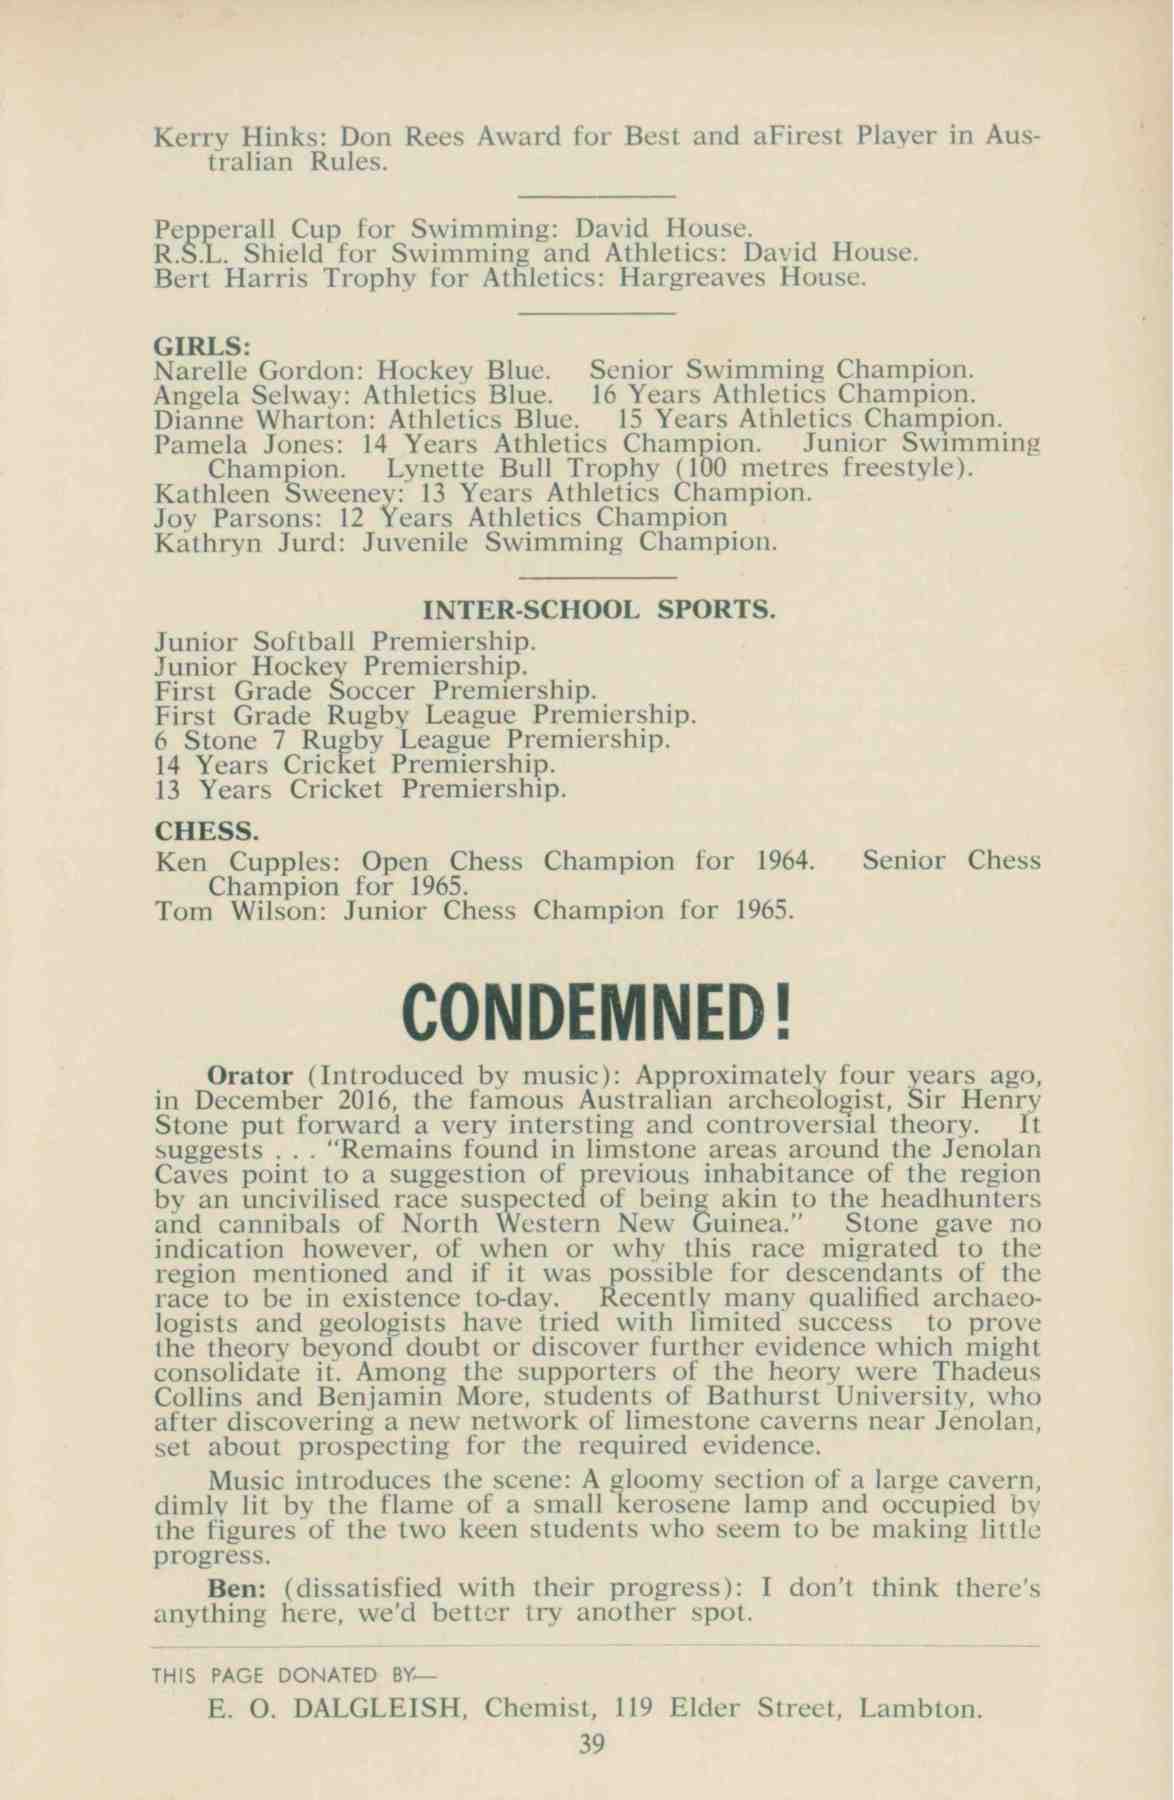 Kerry Hinks: Don Rees Award for Best and aFirest Player in Aus-
tralian Rules.
Pepperall Cup for Swimming: David House.
R.S.L. Shield for Swimming and Athletics: David House.
Bert Harris Trophy for Athletics: Hargreaves House.
GIRLS:
Narelle Gordon: Hockey Blue. Senior Swimming Champion.
Angela Selway: Athletics Blue. 16 Years Athletics Champion.
Dianne Wharton: Athletics Blue. 15 Years Athletics Champion.
Pamela Jones: 14 Years Athletics Champion. Junior Swimming
Champion. Lynette Bull Trophy (100 metres freestyle).
Kathleen Sweeney: 13 Years Athletics Champion.
Joy Parsons: 12 Years Athletics Champion
Kathryn Jurd: Juvenile Swimming Champion.
INTER-SCHOOL SPORTS.
Junior Softball Premiership.
Junior Hockey Premiership.
First Grade Soccer Premiership.
First Grade Rugby League Premiership.
6 Stone 7 Rugby League Premiership.
14 Years Cricket Premiership.
13 Years Cricket Premiership.
CHESS.
Ken Cupples: Open Chess Champion for 1964. Senior Chess
Champion for 1965.
Tom Wilson: Junior Chess Champion for 1965.
CONDEMNED!
Orator (Introduced by music): Approximately four years ago,
in December 2016, the famous Australian archeologist, Sir Henry
Stone put forward a very intersting and controversial theory. It
suggests . . . "Remains found in limstone areas around the Jenolan
Caves point to a suggestion of previous inhabitance of the region
by an uncivilised race suspected of being akin to the headhunters
and cannibals of North Western New Guinea." Stone gave no
indication however, of when or why this race migrated to the
region mentioned and if it was possible for descendants of the
race to be in existence to-day. Recently many qualified archaeo-
logists and geologists have tried with limited success to prove
the theory beyond doubt or discover further evidence which might
consolidate it. Among the supporters of the heory were Thadeus
Collins and Benjamin More, students of Bathurst University, who
after discovering a new network of limestone caverns near Jenolan,
set about prospecting for the required evidence.
Music introduces the scene: A gloomy section of a large cavern,
dimly lit by the flame of a small kerosene lamp and occupied by
the figures of the two keen students who seem to be making little
progress.
Ben: (dissatisfied with their progress): I don't think there's
anything here, we'd better try another spot.
THIS PAGE DONATED BY—
E. O. DALGLEISH, Chemist, 119 Elder Street, Lambton.
39